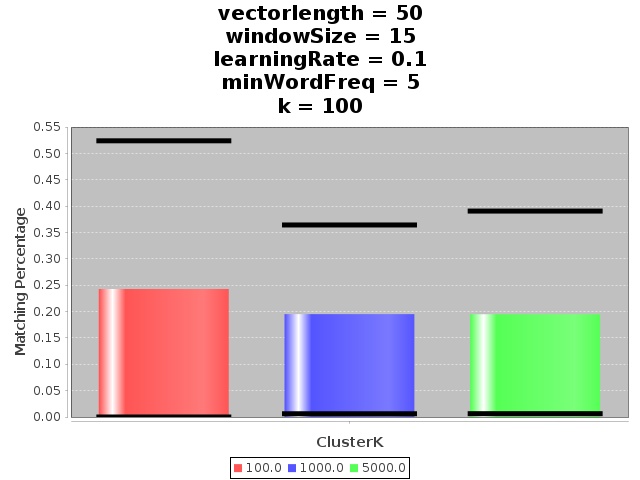 vectorlength = 50
windowSize = 15
learningRate = 0.1
minWordFreq = 5
k = 100
0.55
0.50
0.45
0.40
0.35
0.30
0.25
0.20
0.15
0.10
0.05
0.00
Matching Percentage
ClusterK
100.0 1000.0 5000.0